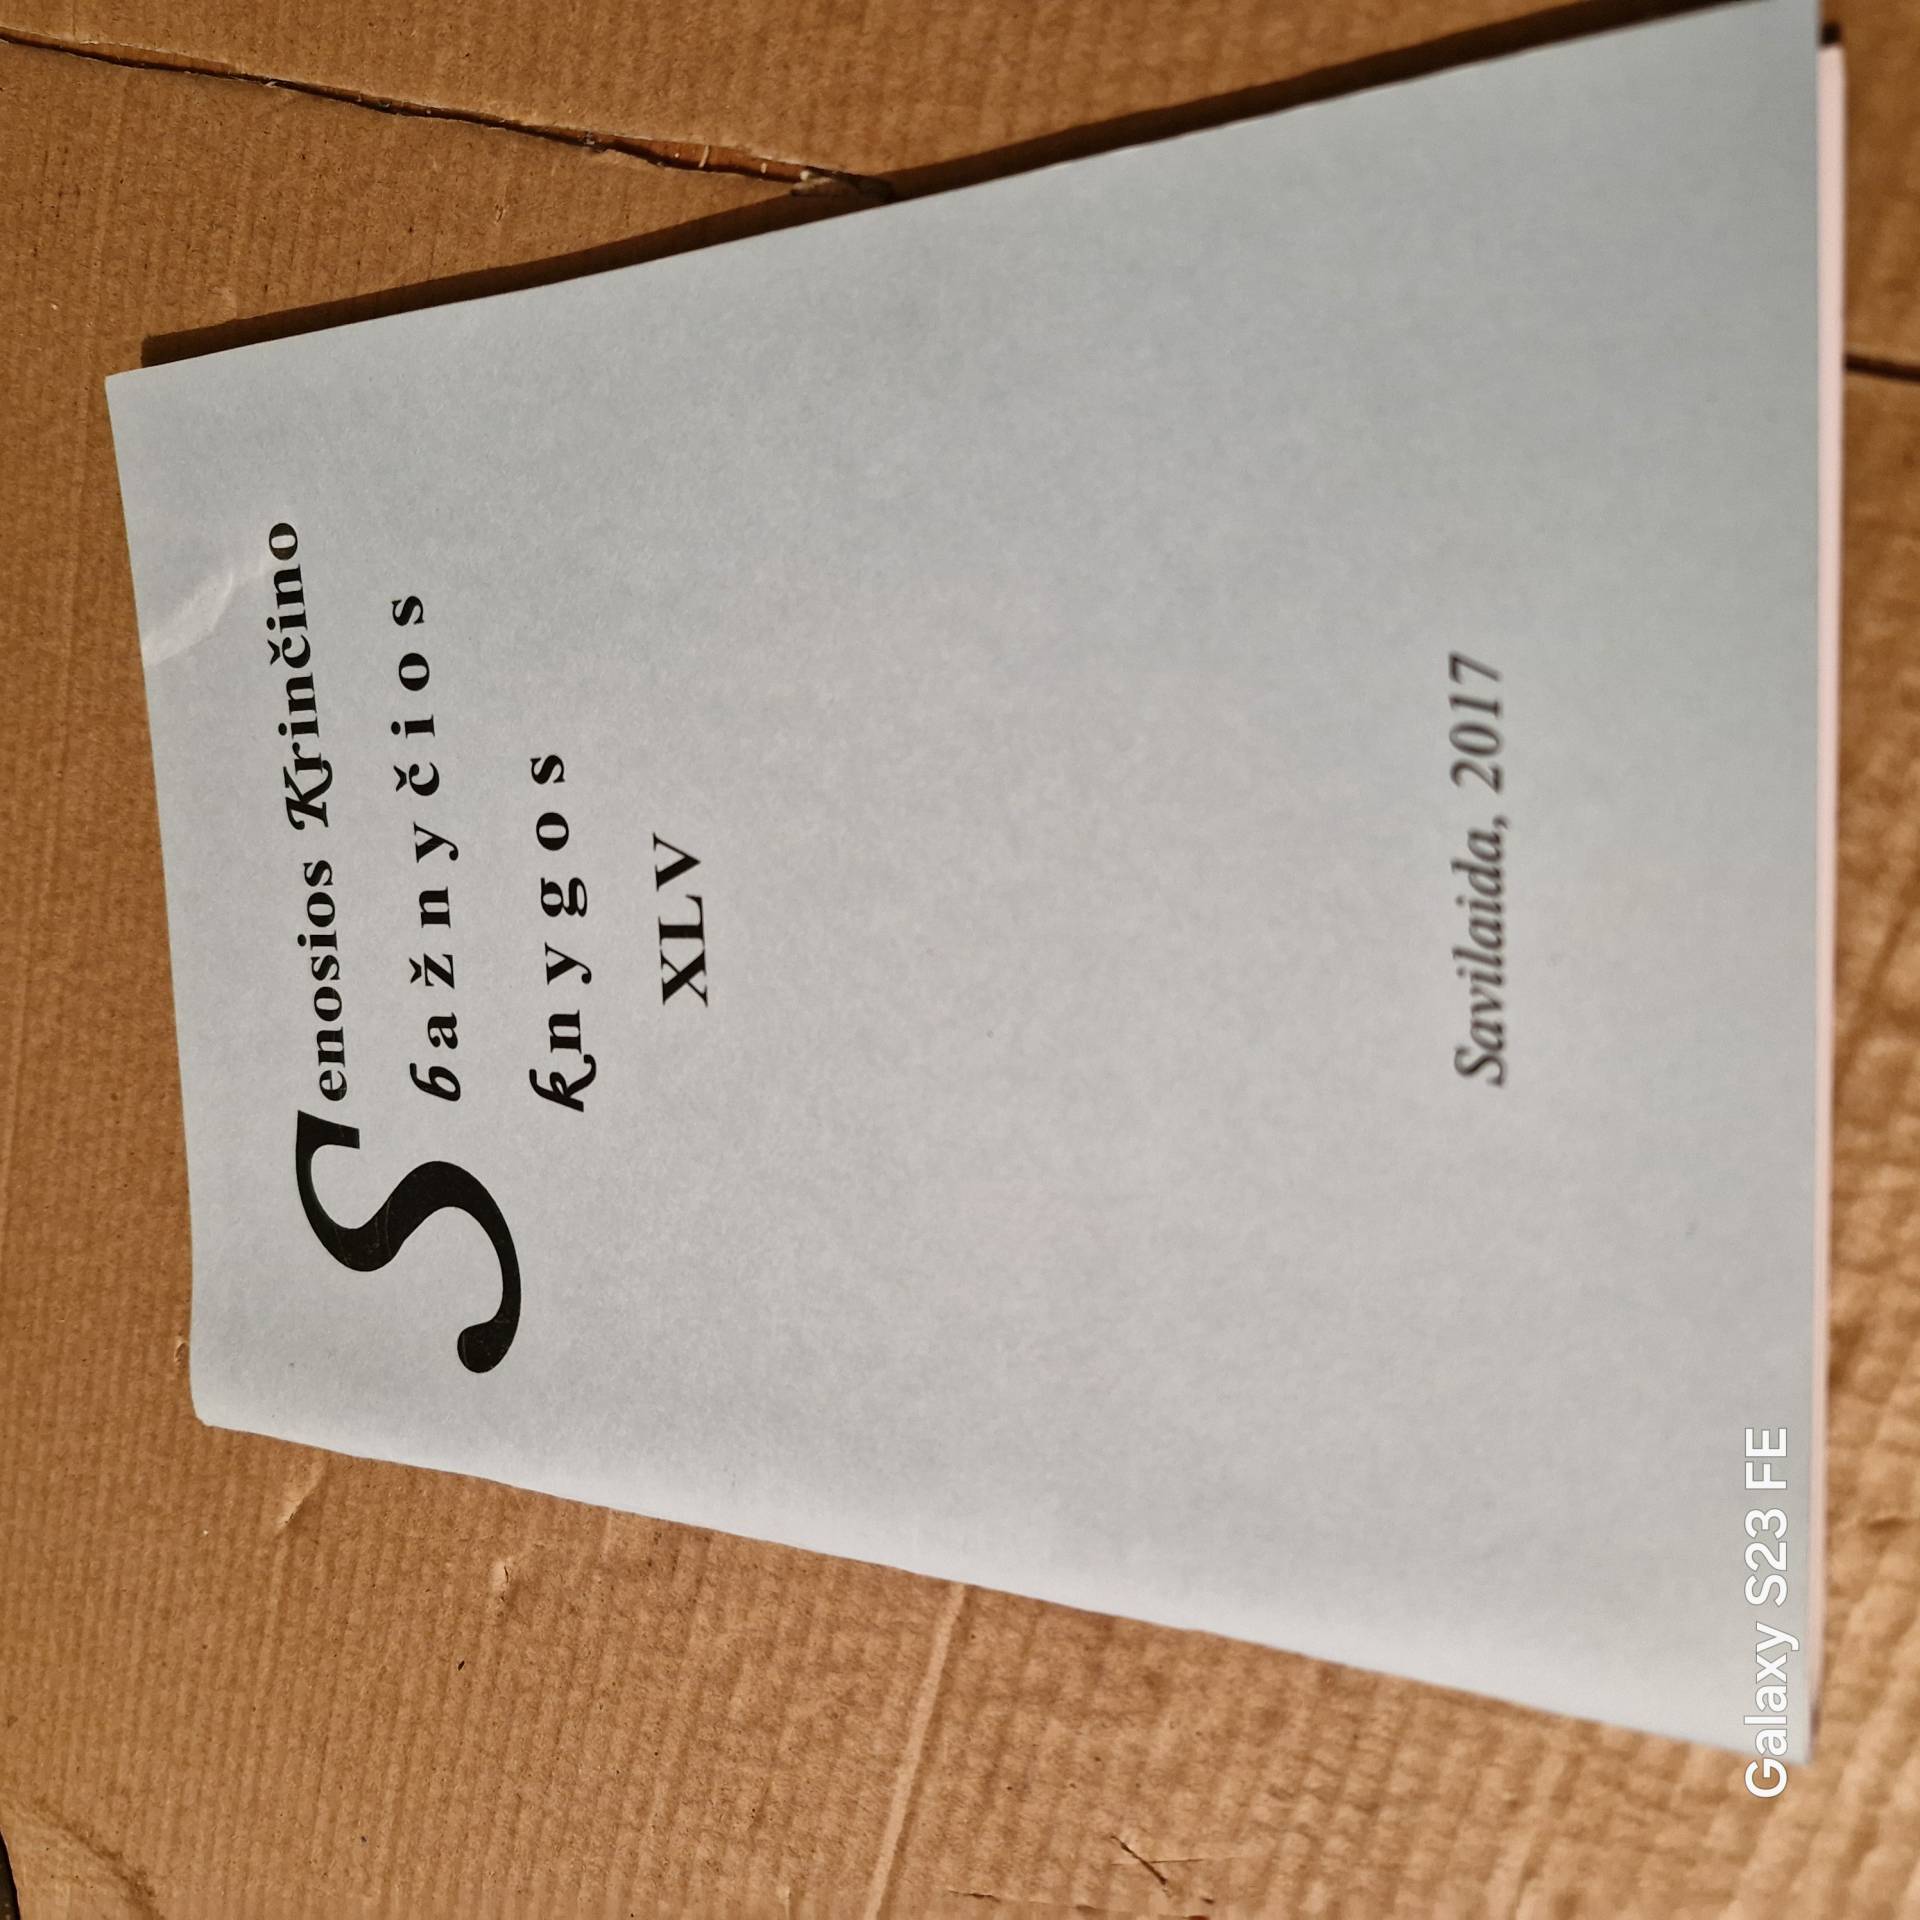 Senosios Krinčino
bažnyčios
knygos
XLV
Savilaida, 2017
Galaxy S23 FE